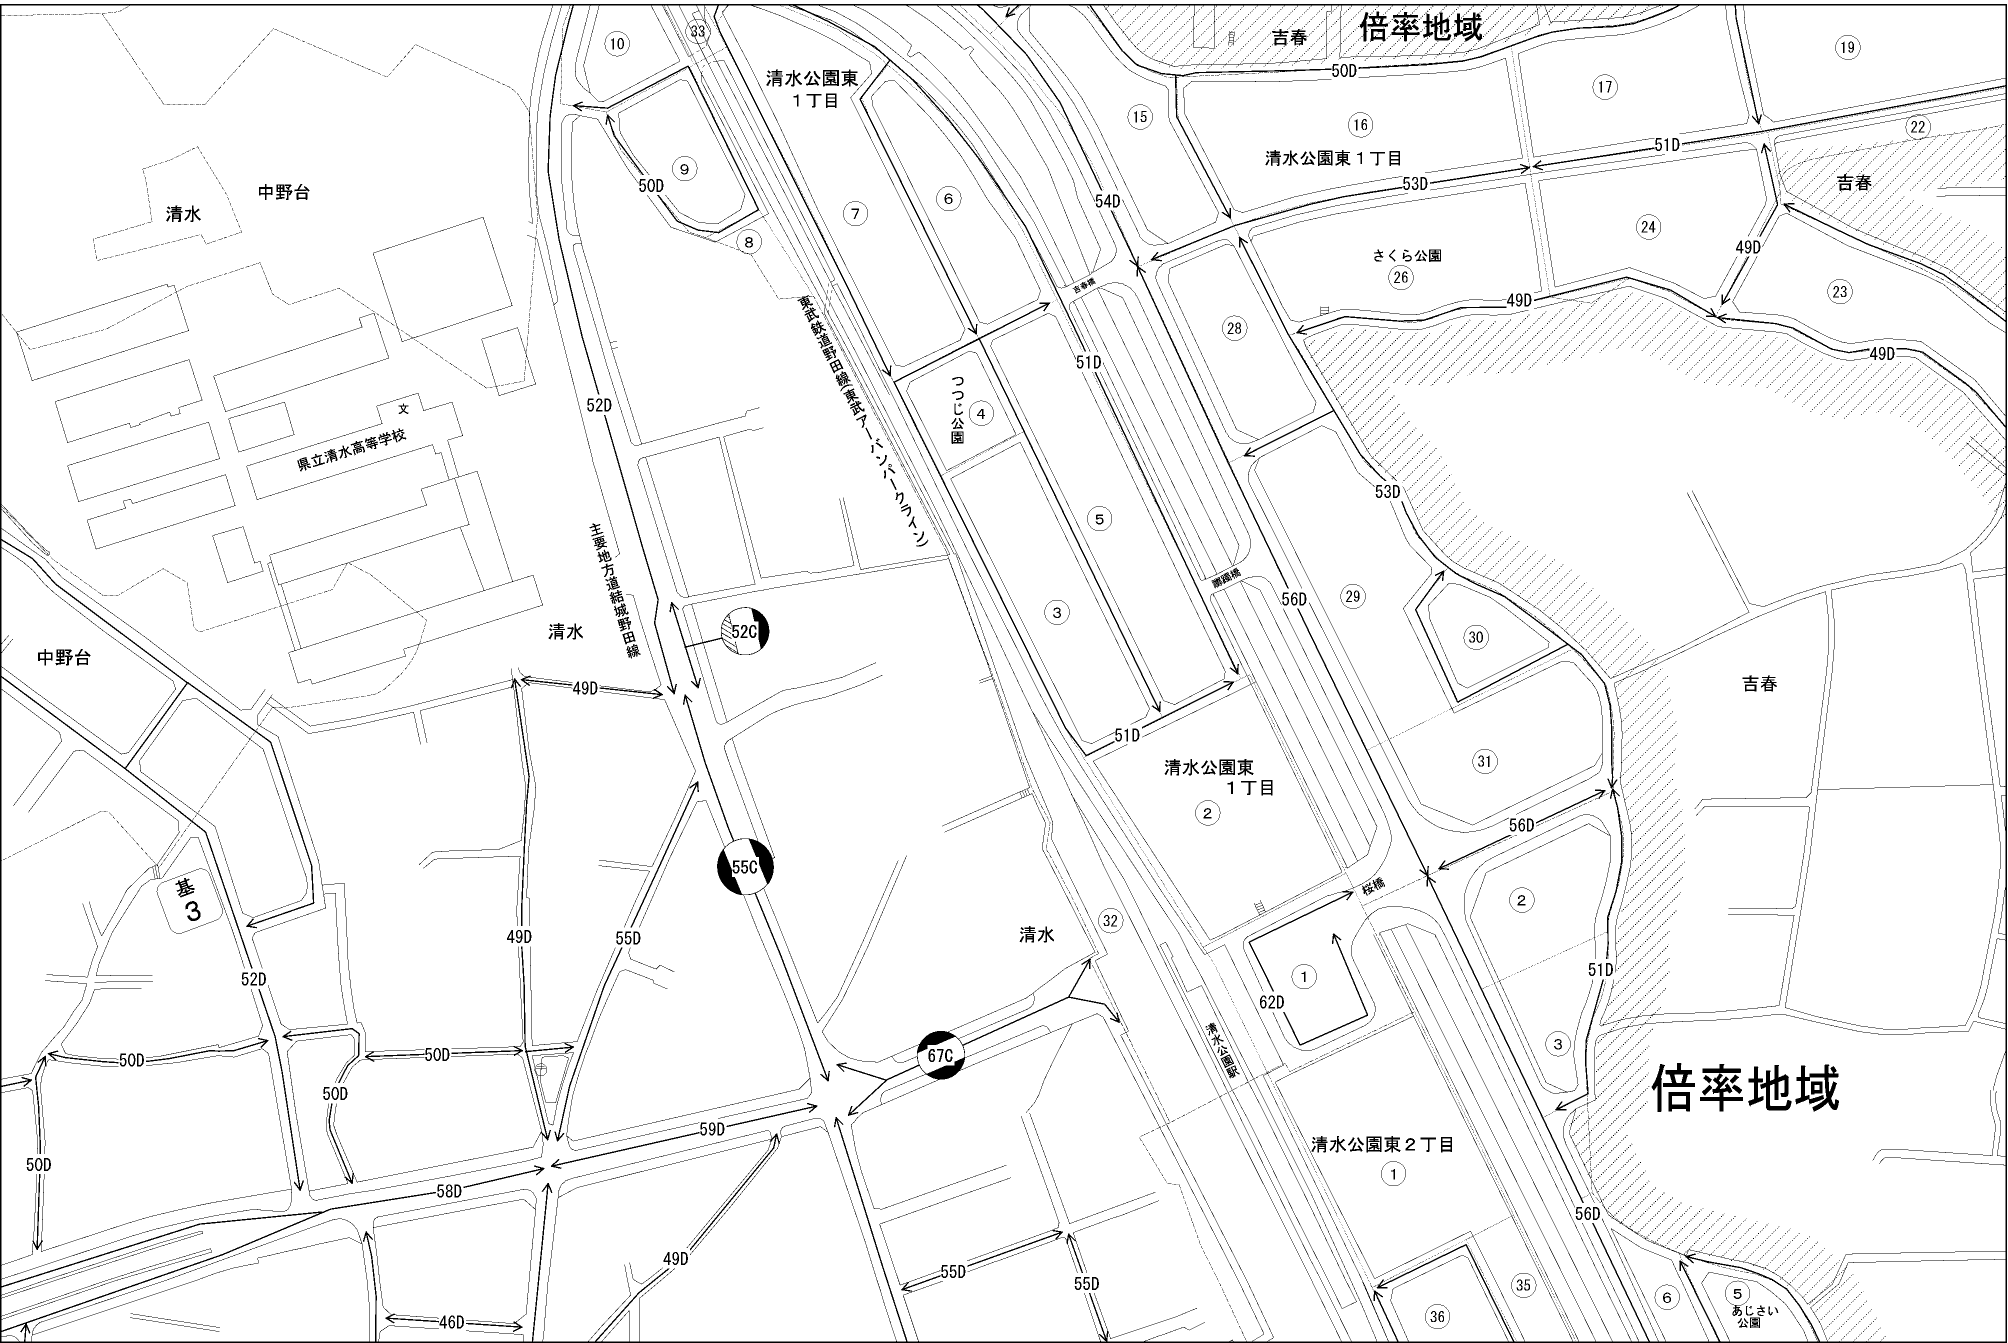 倍率地域
吉春
33
10
19
清水公園東
１丁目
50D
17
15
16
22
清水公園東１丁目
51D
9
50D
53D
吉春
中野台
6
54D
清水
7
24
8
49D
さくら公園
26
吉春橋
23
49D
東武鉄道野田線(東武アーバンパークライン)
28
51D
49D
52D
つつじ公園
4
文
県立清水高等学校
53D
5
主要地方道結城野田線
躑躅橋
56D
29
3
清水
52C
30
中野台
49D
吉春
51D
清水公園東
１丁目
31
2
56D
55C
桜橋
基
3
2
32
清水
49D
55D
51D
52D
1
62D
清水公園駅
3
50D
50D
67C
50D
倍率地域
59D
清水公園東２丁目
50D
1
58D
56D
49D
55D
55D
35
5
6
あじさい
公園
36
46D